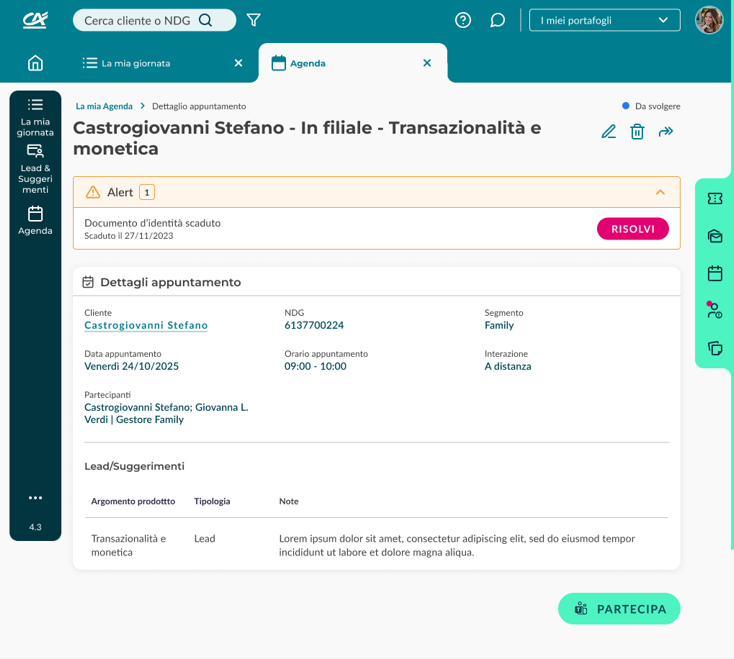 CA
Cerca cliente o NDG
I miei portafogli
La mia giornata
Agenda
La mia
giornata
Lead &
Suggeri
menti
Agenda
4.3
La mia Agenda
Dettaglio appuntamento
Da svolgere
Castrogiovanni Stefano - In filiale - Transazionalità e
monetica
Alert
1
Documento d'identità scaduto
Scaduto il 27/11/2023
RISOLVI
Dettagli appuntamento
Cliente
Castrogiovanni Stefano
NDG
6137700224
Segmento
Family
Data appuntamento
Venerdì 24/10/2025
Orario appuntamento
09:00 - 10:00
Interazione
A distanza
Partecipanti
Castrogiovanni Stefano; Giovanna L.
Verdi | Gestore Family
Lead/Suggerimenti
Argomento prodottto
Tipologia
Note
Transazionalità e
monetica
Lead
Lorem ipsum dolor sit amet, consectetur adipiscing elit, sed do eiusmod tempor
incididunt ut labore et dolore magna aliqua.
PARTECIPA